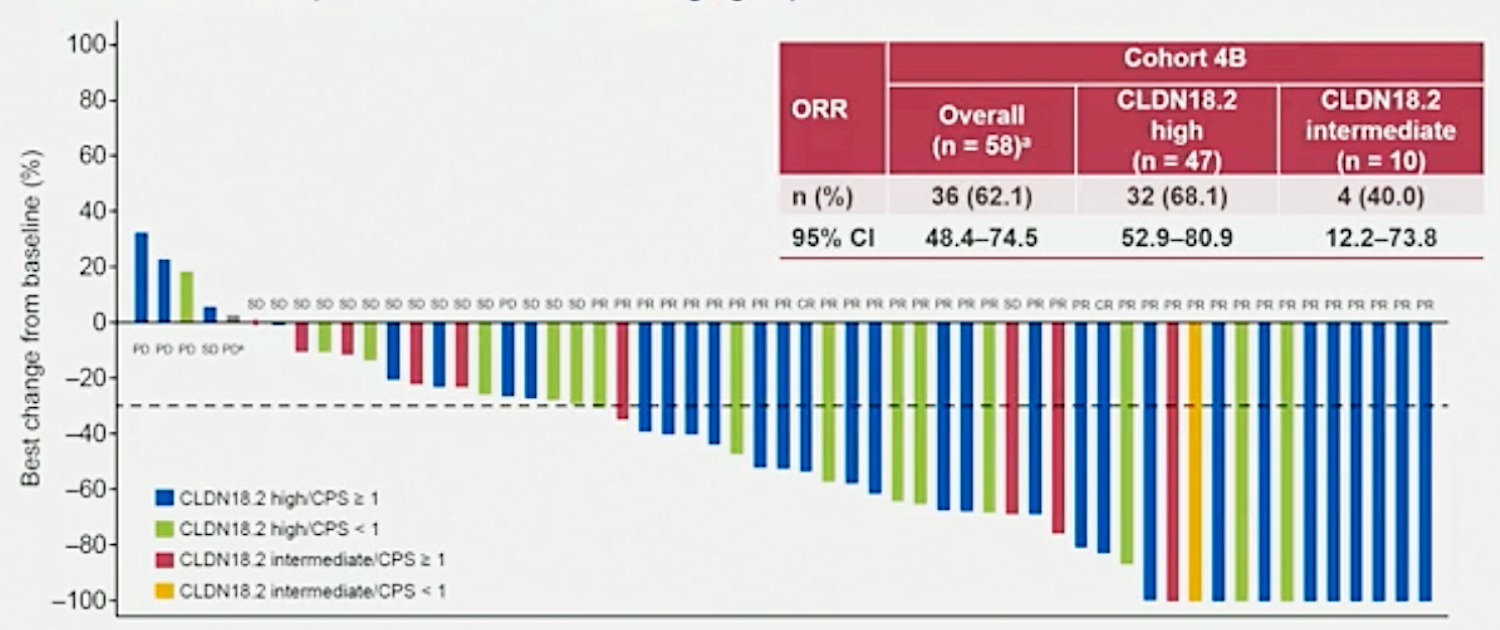 Best change from baseline (%)
100
80
60
40
20
0
–20
–40
–60
–80
–100
ORR
Cohort 4B
Overall
(n = 58)ᵃ
CLDN18.2
high
(n = 47)
CLDN18.2
intermediate
(n = 10)
n (%) 36 (62.1) 32 (68.1) 4 (40.0)
95% CI 48.4–74.5 52.9–80.9 12.2–73.8
SD SD SD SD SD SD SD SD SD SD SD PD SD SD SD PR PR PR PR PR PR PR PR PR CR PR PR PR PR PR PR PR PR SD PR PR PR CR PR PR PR PR PR PR PR PR PR PR PR PR PR PR
PD PD PD SD PDᵃ
CLDN18.2 high/CPS ≥ 1
CLDN18.2 high/CPS < 1
CLDN18.2 intermediate/CPS ≥ 1
CLDN18.2 intermediate/CPS < 1